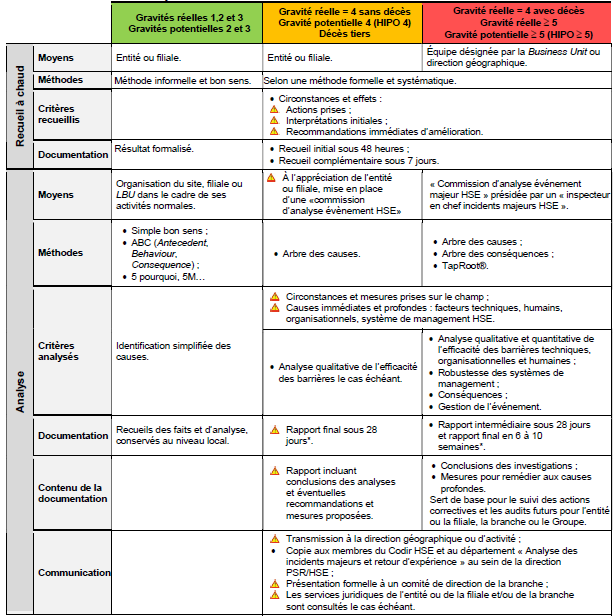 Gravités réelles 1,2 et 3
Gravités potentielles 2 et 3
Gravité réelle = 4 sans décès
Gravité potentielle 4 (HIPO 4)
Décès tiers
Gravité réelle = 4 avec décès
Gravité réelle ≥ 5
Gravité potentielle ≥ 5 (HIPO ≥ 5)
Recueil à chaud
Moyens
Entité ou filiale.
Entité ou filiale.
Équipe désignée par la Business Unit ou
direction géographique.
Méthodes
Méthode informelle et bon sens.
Selon une méthode formelle et systématique.
Critères
recueillis
• Circonstances et effets :
Actions prises ;
Interprétations initiales ;
Recommandations immédiates d'amélioration.
Documentation
Résultat formalisé.
• Recueil initial sous 48 heures ;
• Recueil complémentaire sous 7 jours.
Analyse
Moyens
Organisation du site, filiale ou
LBU dans le cadre de ses
activités normales.
À l'appréciation de l'entité
ou filiale, mise en place
d'une «commission
d'analyse évènement HSE»
« Commission d'analyse événement
majeur HSE » présidée par un « inspecteur
en chef incidents majeurs HSE ».
Méthodes
• Simple bon sens ;
• ABC (Antecedent,
Behaviour,
Consequence) ;
• 5 pourquoi, 5M…
• Arbre des causes.
• Arbre des causes ;
• Arbre des conséquences ;
• TapRoot®.
Critères
analysés
Identification simplifiée des
causes.
Circonstances et mesures prises sur le champ ;
Causes immédiates et profondes : facteurs techniques, humains,
organisationnels, système de management HSE.
• Analyse qualitative de l'efficacité
des barrières le cas échéant.
• Analyse qualitative et quantitative de
l'efficacité des barrières techniques,
organisationnelles et humaines ;
• Robustesse des systèmes de
management ;
• Conséquences ;
• Gestion de l'événement.
Documentation
Recueils des faits et d'analyse,
conservés au niveau local.
Rapport final sous 28
jours*.
• Rapport intermédiaire sous 28 jours
et rapport final en 6 à 10
semaines*.
Contenu de la
documentation
Rapport incluant
conclusions des analyses
et éventuelles
recommandations et
mesures proposées.
• Conclusions des investigations ;
• Mesures pour remédier aux causes
profondes.
Sert de base pour le suivi des actions
correctives et les audits futurs pour l'entité
ou la filiale, la branche ou le Groupe.
Communication
Transmission à la direction géographique ou d'activité ;
• Copie aux membres du Codir HSE et au département « Analyse des
incidents majeurs et retour d'expérience » au sein de la direction
PSR/HSE ;
Présentation formelle à un comité de direction de la branche ;
Les services juridiques de l'entité ou de la filiale et/ou de la branche
sont consultés le cas échéant.